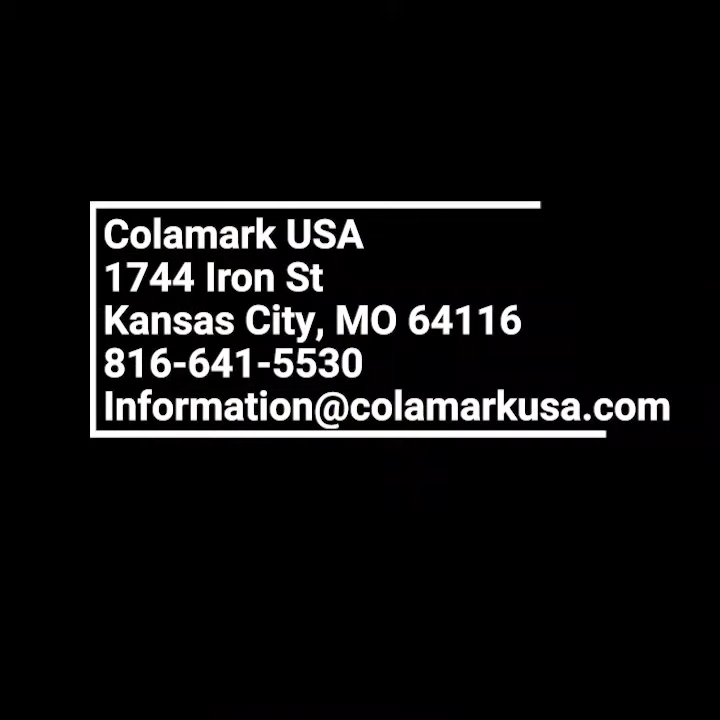 Colamark USA
1744 Iron St
Kansas City, MO 64116
816-641-5530
Information@colamarkusa.com